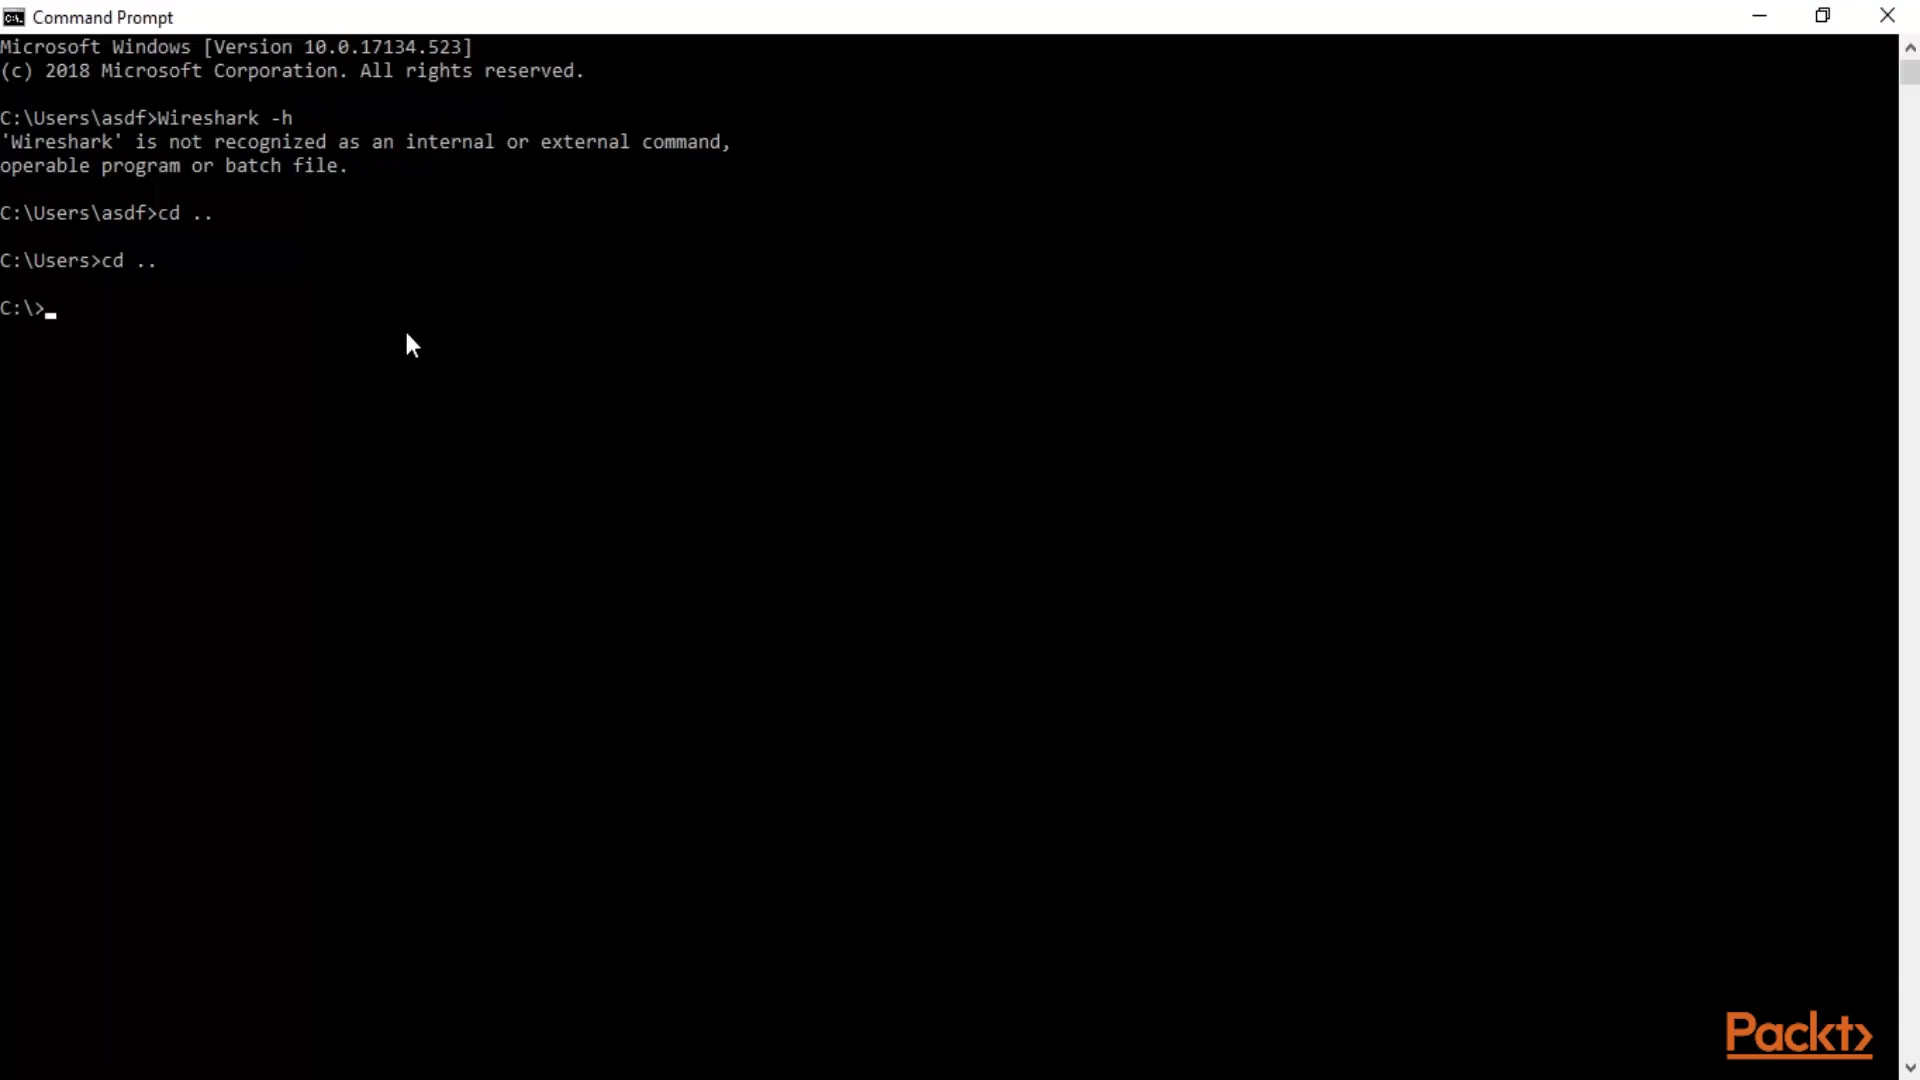 Command Prompt
Microsoft Windows [Version 10.0.17134.523]
(c) 2018 Microsoft Corporation. All rights reserved.
C:\Users\asdf>Wireshark -h
'Wireshark' is not recognized as an internal or external command,
operable program or batch file.
C:\Users\asdf>cd ..
C:\Users>cd ..
C:\>
Packt>